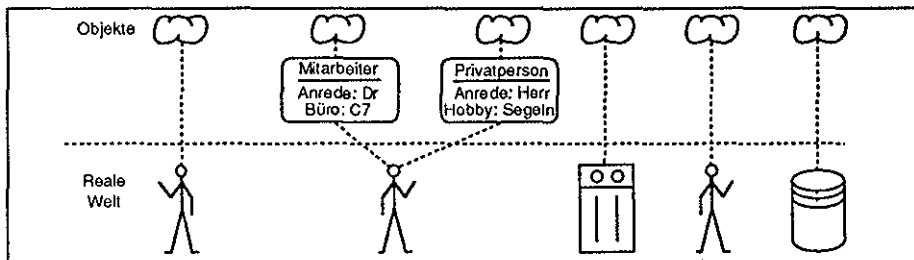 Objekte
Mitarbeiter
Anrede: Dr
Büro: C7
Privatperson
Anrede: Herr
Hobby: Segeln
Reale
Welt